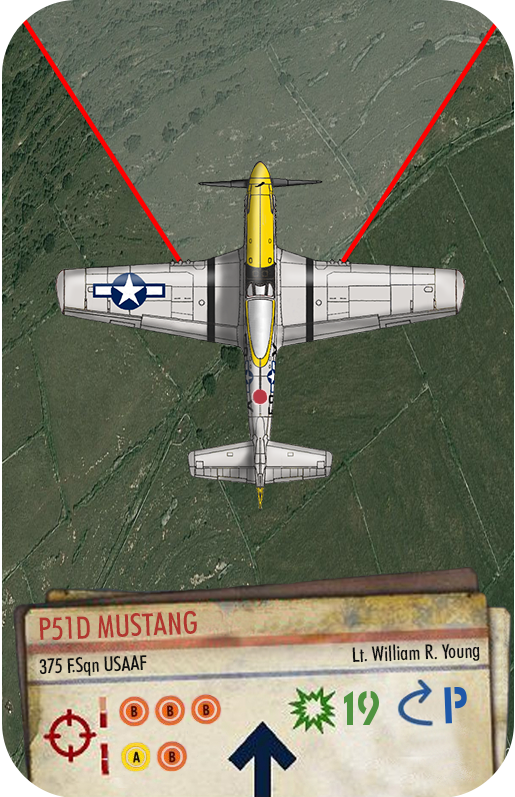 P51D MUSTANG
375 F.Sqn USAAF
Lt. William R. Young
B B B
19 P
A B